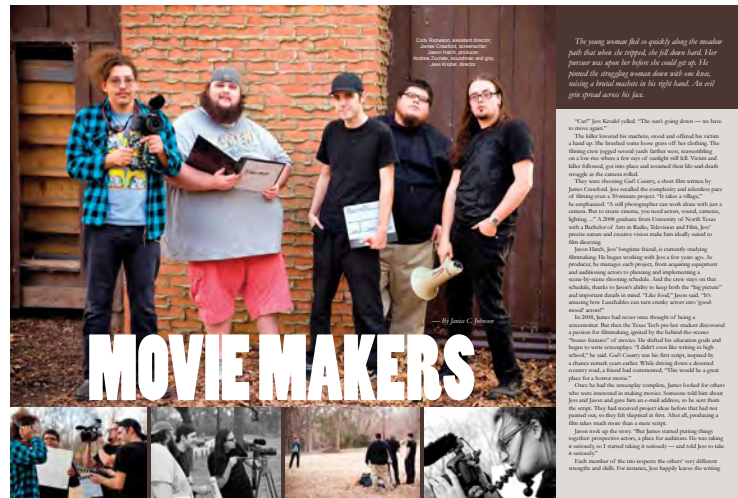 Cody Richeson, assistant director;
James Crawford, screenwriter;
Jason Hatch, producer;
Andrew Zocrate, soundman and grip;
Jess Krodel, director.
— By Janice C. Johnson
MOVIE MAKERS
The young woman fled so quickly along the meadow
path that when she tripped, she fell down hard. Her
pursuer was upon her before she could get up. He
pinned the struggling woman down with one knee,
raising a brutal machete in his right hand. An evil
grin spread across his face.
"Cut!" Jess Krodel yelled. "The sun's going down — we have
to move again."
The killer lowered his machete, stood and offered his victim
a hand up. She brushed some loose grass off her clothing. The
filming crew jogged several yards farther west, reassembling
on a low rise where a few rays of sunlight still fell. Victim and
killer followed, got into place and resumed their life-and-death
struggle as the camera rolled.
They were shooting God's Country, a short film written by
James Crawford. Jess recalled the complexity and relentless pace
of filming even a 30-minute project. "It takes a village,"
he emphasized. "A still photographer can work alone with just a
camera. But to create cinema, you need actors, sound, cameras,
lighting ..." A 2008 graduate from University of North Texas
with a Bachelor of Arts in Radio, Television and Film, Jess'
precise nature and creative vision make him ideally suited to
film directing.
Jason Hatch, Jess' longtime friend, is currently studying
filmmaking. He began working with Jess a few years ago. As
producer, he manages each project, from acquiring equipment
and auditioning actors to planning and implementing a
scene-by-scene shooting schedule. And the crew stays on that
schedule, thanks to Jason's ability to keep both the "big picture"
and important details in mind. "Like food," Jason said. "It's
amazing how Lunchables can turn cranky actors into 'good-
mood' actors!"
In 2008, James had never once thought of being a
screenwriter. But then the Texas Tech pre-law student discovered
a passion for filmmaking, ignited by the behind-the-scenes
"bonus features" of movies. He shifted his education goals and
began to write screenplays. "I didn't even like writing in high
school," he said. God's Country was his first script, inspired by
a chance remark years earlier. While driving down a deserted
country road, a friend had commented, "This would be a great
place for a horror movie."
Once he had the screenplay complete, James looked for others
who were interested in making movies. Someone told him about
Jess and Jason and gave him an e-mail address, so he sent them
the script. They had received project ideas before that had not
panned out, so they felt skeptical at first. After all, producing a
film takes much more than a mere script.
Jason took up the story. "But James started putting things
together: prospective actors, a place for auditions. He was taking
it seriously, so I started taking it seriously — and told Jess to take
it seriously."
Each member of the trio respects the others' very different
strengths and skills. For instance, Jess happily leaves the writing